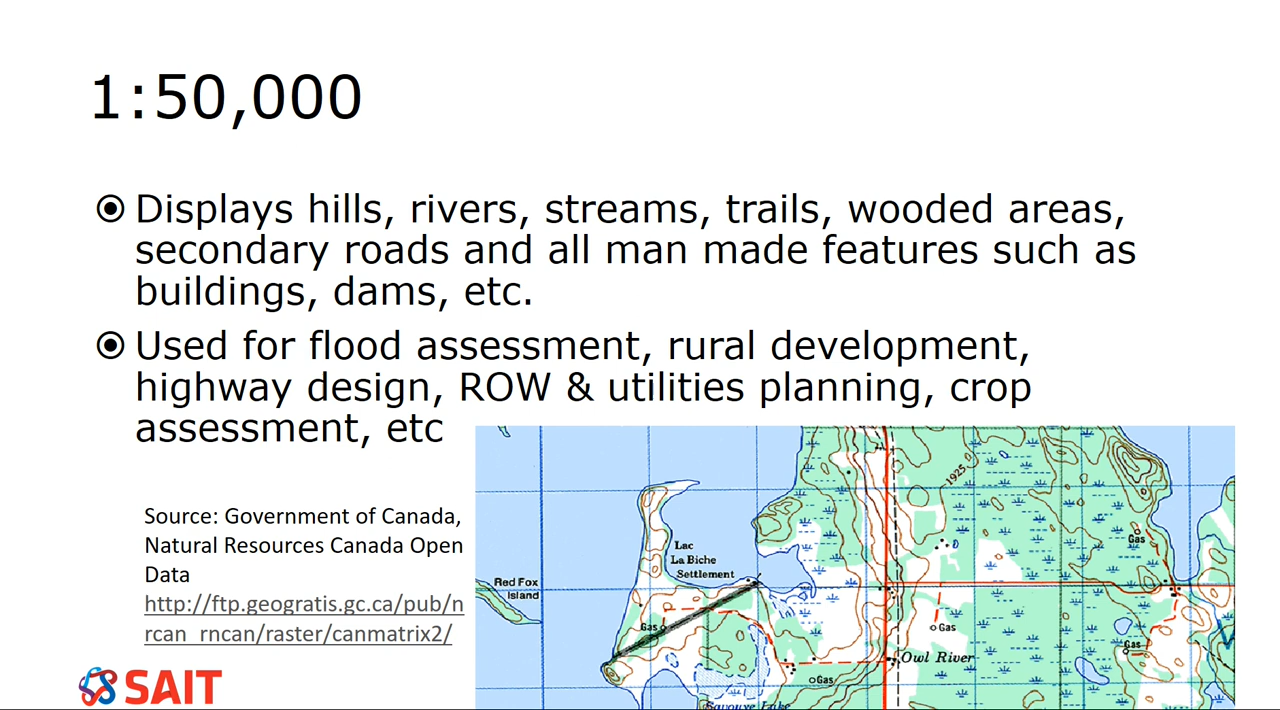 1:50,000
Displays hills, rivers, streams, trails, wooded areas,
secondary roads and all man made features such as
buildings, dams, etc.
Used for flood assessment, rural development,
highway design, ROW & utilities planning, crop
assessment, etc
Source: Government of Canada,
Natural Resources Canada Open
Data
http://ftp.geogratis.gc.ca/pub/n
rcan_rncan/raster/canmatrix2/
SAIT
1925
Gas
Lac
La Biche
Settlement
Red Fox
Island
Gas
Gas
Gas
Owl River
Gas
Savouye Lake